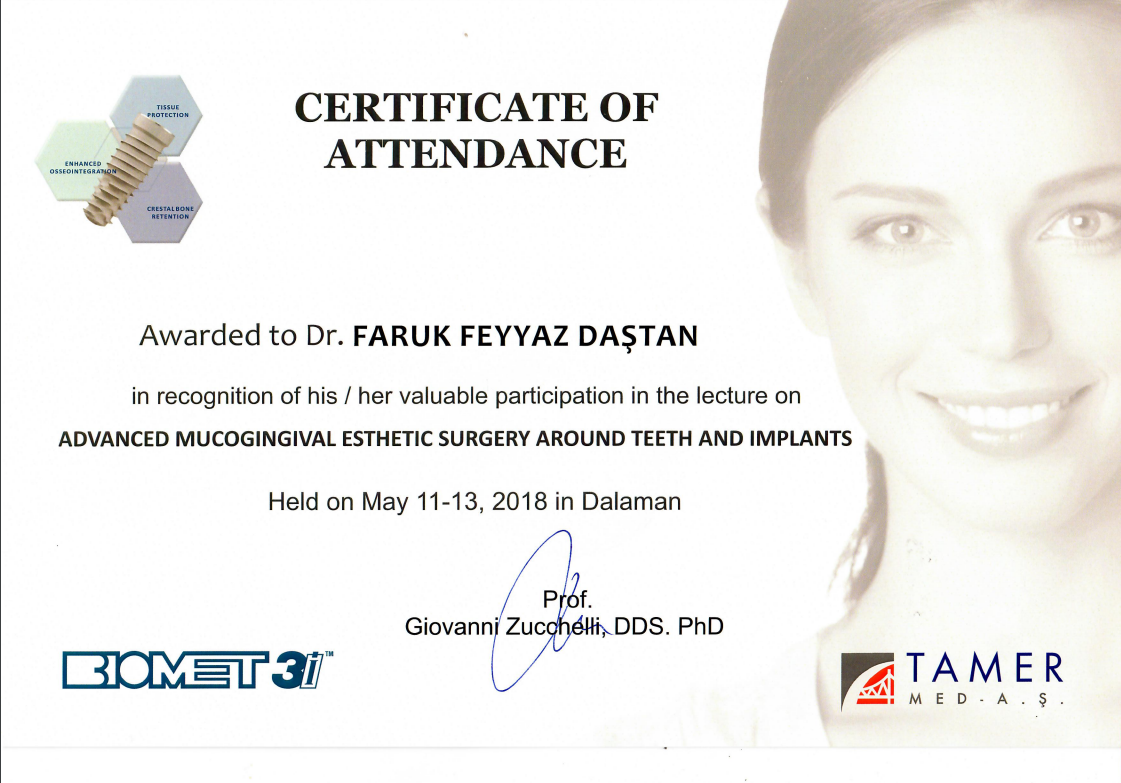 CERTIFICATE OF
ATTENDANCE
TISSUE
PROTECTION
ENHANCED
OSSEOINTEGRATION
CRESTAL BONE
RETENTION
Awarded to Dr. FARUK FEYYAZ DAŞTAN
in recognition of his / her valuable participation in the lecture on
ADVANCED MUCOGINGIVAL ESTHETIC SURGERY AROUND TEETH AND IMPLANTS
Held on May 11-13, 2018 in Dalaman
Prof.
Giovanni Zucchelli, DDS. PhD
BIOMET 3i™
TAMER
MED-A.Ş.